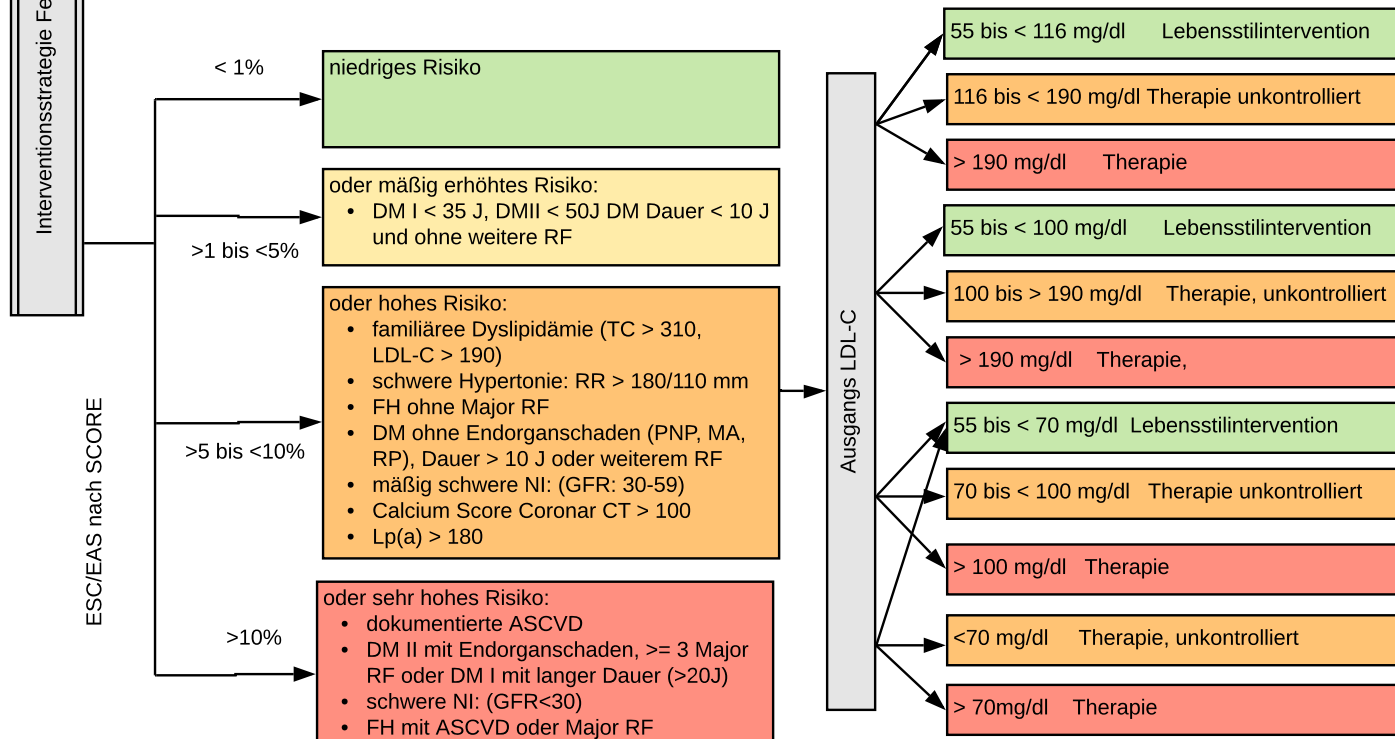 Interventionsstrategie Fe
ESC/EAS nach SCORE
< 1%
>1 bis <5%
>5 bis <10%
>10%
niedriges Risiko
oder mäßig erhöhtes Risiko:
• DM I < 35 J, DMII < 50J DM Dauer < 10 J
und ohne weitere RF
oder hohes Risiko:
• familiäree Dyslipidämie (TC > 310,
LDL-C > 190)
• schwere Hypertonie: RR > 180/110 mm
• FH ohne Major RF
• DM ohne Endorganschaden (PNP, MA,
RP), Dauer > 10 J oder weiterem RF
• mäßig schwere NI: (GFR: 30-59)
• Calcium Score Coronar CT > 100
• Lp(a) > 180
oder sehr hohes Risiko:
• dokumentierte ASCVD
• DM II mit Endorganschaden, >= 3 Major
RF oder DM I mit langer Dauer (>20J)
• schwere NI: (GFR<30)
• FH mit ASCVD oder Major RF
Ausgangs LDL-C
55 bis < 116 mg/dl Lebensstilintervention
116 bis < 190 mg/dl Therapie unkontrolliert
> 190 mg/dl Therapie
55 bis < 100 mg/dl Lebensstilintervention
100 bis > 190 mg/dl Therapie, unkontrolliert
> 190 mg/dl Therapie,
55 bis < 70 mg/dl Lebensstilintervention
70 bis < 100 mg/dl Therapie unkontrolliert
> 100 mg/dl Therapie
<70 mg/dl Therapie, unkontrolliert
> 70mg/dl Therapie